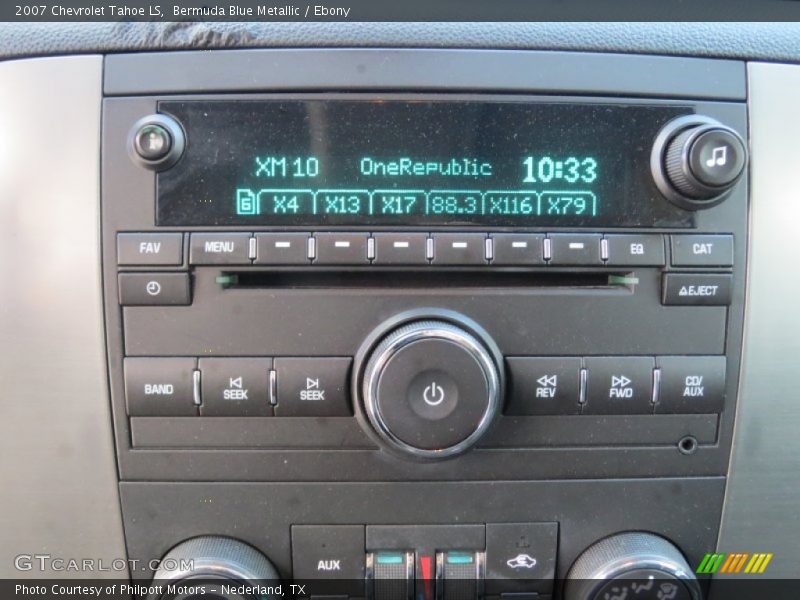 2007 Chevrolet Tahoe LS, Bermuda Blue Metallic / Ebony
XM 10 OneRepublic 10:33
6 X4 X13 X17 88.3 X116 X79
FAV MENU EQ CAT
EJECT
BAND SEEK SEEK REV FWD CD/AUX
AUX
GTCARLOT.COM
Photo Courtesy of Philpott Motors - Nederland, TX